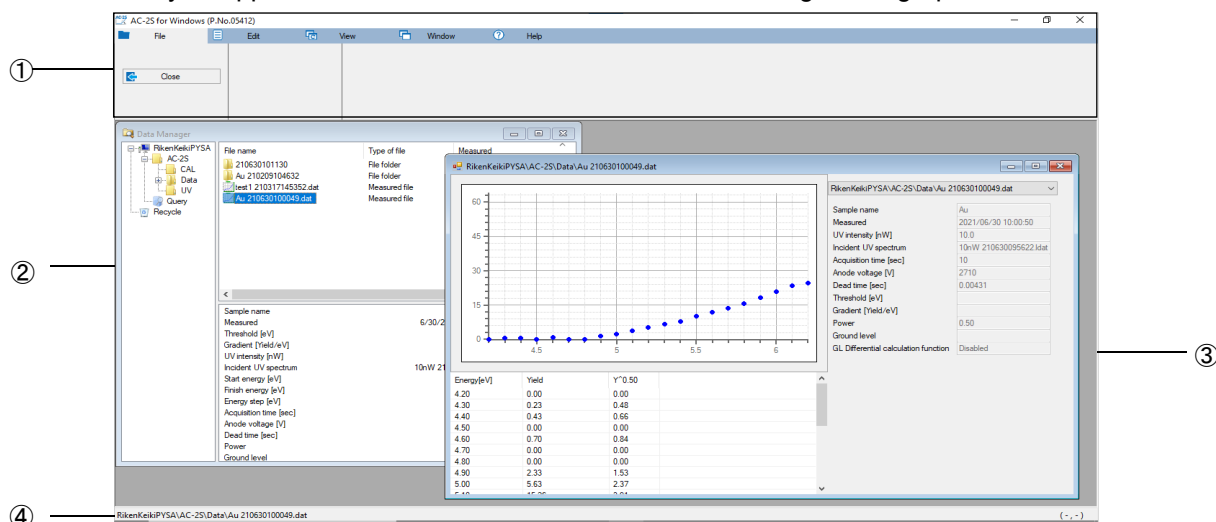 AC-2S for Windows (P.No.05412)
File Edit View Window Help
①
Close
Data Manager
RikenKeikiPYSA
AC-2S
CAL
Data
UV
Query
Recycle
File name Type of file Measured
210630101130 File folder
Au 210209104632 File folder
test1 210317145352.dat Measured file
Au 210630100049.dat Measured file
②
Sample name
Measured 6/30/2
Threshold [eV]
Gradient [Yield/eV]
UV intensity [nW]
Incident UV spectrum 10nW 21
Start energy [eV]
Finish energy [eV]
Energy step [eV]
Acquisition time [sec]
Anode voltage [V]
Dead time [sec]
Power
Ground level
RikenKeikiPYSA\AC-2S\Data\Au 210630100049.dat
60
45
30
15
0
4.5 5 5.5 6
RikenKeikiPYSA\AC-2S\Data\Au 210630100049.dat
Sample name Au
Measured 2021/06/30 10:00:50
UV intensity [nW] 10.0
Incident UV spectrum 10nW 210630095622.ldat
Acquisition time [sec] 10
Anode voltage [V] 2710
Dead time [sec] 0.00431
Threshold [eV]
Gradient [Yield/eV]
Power 0.50
Ground level
GL Differential calculation function Disabled
③
Energy[eV] Yield Y^0.50
4.20 0.00 0.00
4.30 0.23 0.48
4.40 0.43 0.66
4.50 0.00 0.00
4.60 0.70 0.84
4.70 0.00 0.00
4.80 0.00 0.00
4.90 2.33 1.53
5.00 5.63 2.37
④
RikenKeikiPYSA\AC-2S\Data\Au 210630100049.dat (-,-)